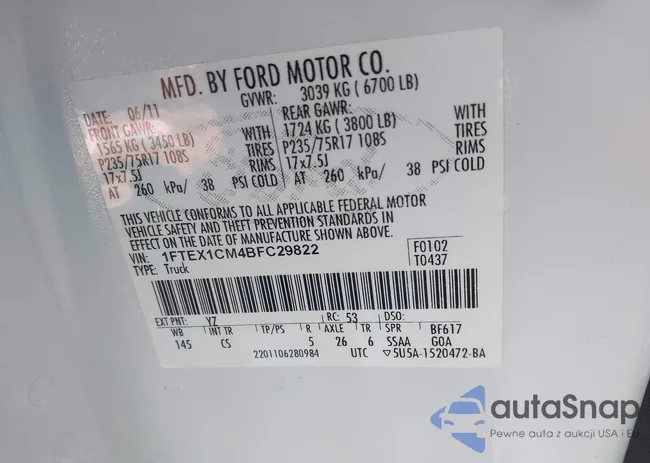 MFD. BY FORD MOTOR CO.
DATE: 06/11 GVWR: 3039 KG ( 6700 LB)
FRONT GAWR: WITH REAR GAWR: WITH
1565 KG ( 3450 LB) TIRES 1724 KG ( 3800 LB) TIRES
P235/75R17 108S RIMS P235/75R17 108S RIMS
17x7.5J 17x7.5J
AT 260 kPa/ 38 PSI COLD AT 260 kPa/ 38 PSI COLD
THIS VEHICLE CONFORMS TO ALL APPLICABLE FEDERAL MOTOR
VEHICLE SAFETY AND THEFT PREVENTION STANDARDS IN
EFFECT ON THE DATE OF MANUFACTURE SHOWN ABOVE.
VIN: 1FTEX1CM4BFC29822 F0102
TYPE: Truck T0437
EXT PNT: YZ RC: 53 DSO:
WB INT TR TP/PS R AXLE TR SPR BF617
145 CS 5 26 6 SSAA GOA
2201106280984 UTC ▽5U5A-1520472-BA
autaSnap
Pewne auta z aukcji USA i Eu